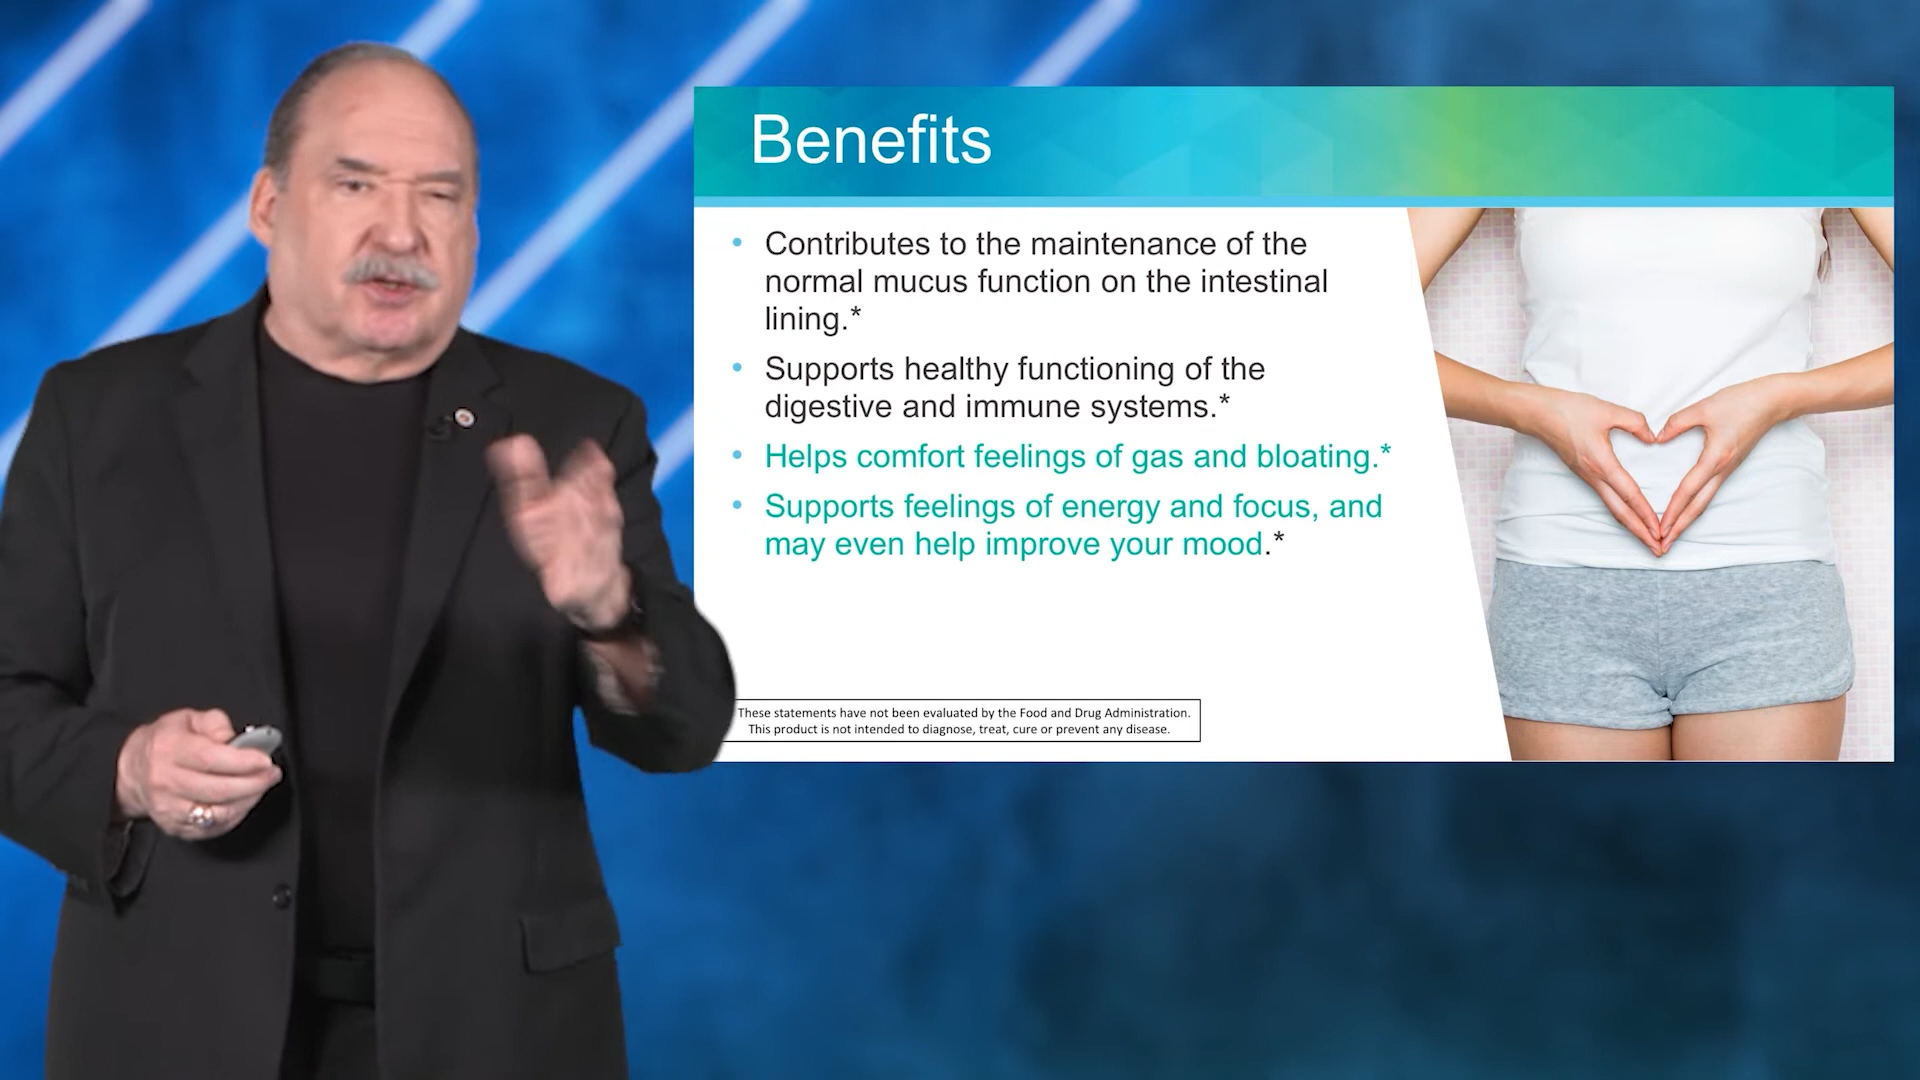 Benefits
• Contributes to the maintenance of the
normal mucus function on the intestinal
lining.*
• Supports healthy functioning of the
digestive and immune systems.*
• Helps comfort feelings of gas and bloating.*
• Supports feelings of energy and focus, and
may even help improve your mood.*
These statements have not been evaluated by the Food and Drug Administration.
This product is not intended to diagnose, treat, cure or prevent any disease.